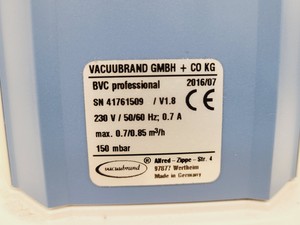 VACUUBRAND GMBH + CO KG
BVC professional 2016/07
SN 41761509 / V1.8 CE
230 V / 50/60 Hz; 0.7 A
max. 0.7/0.85 m³/h
150 mbar
vacuubrand ® Alfred-Zippe-Str. 4
97877 Wertheim
Made in Germany